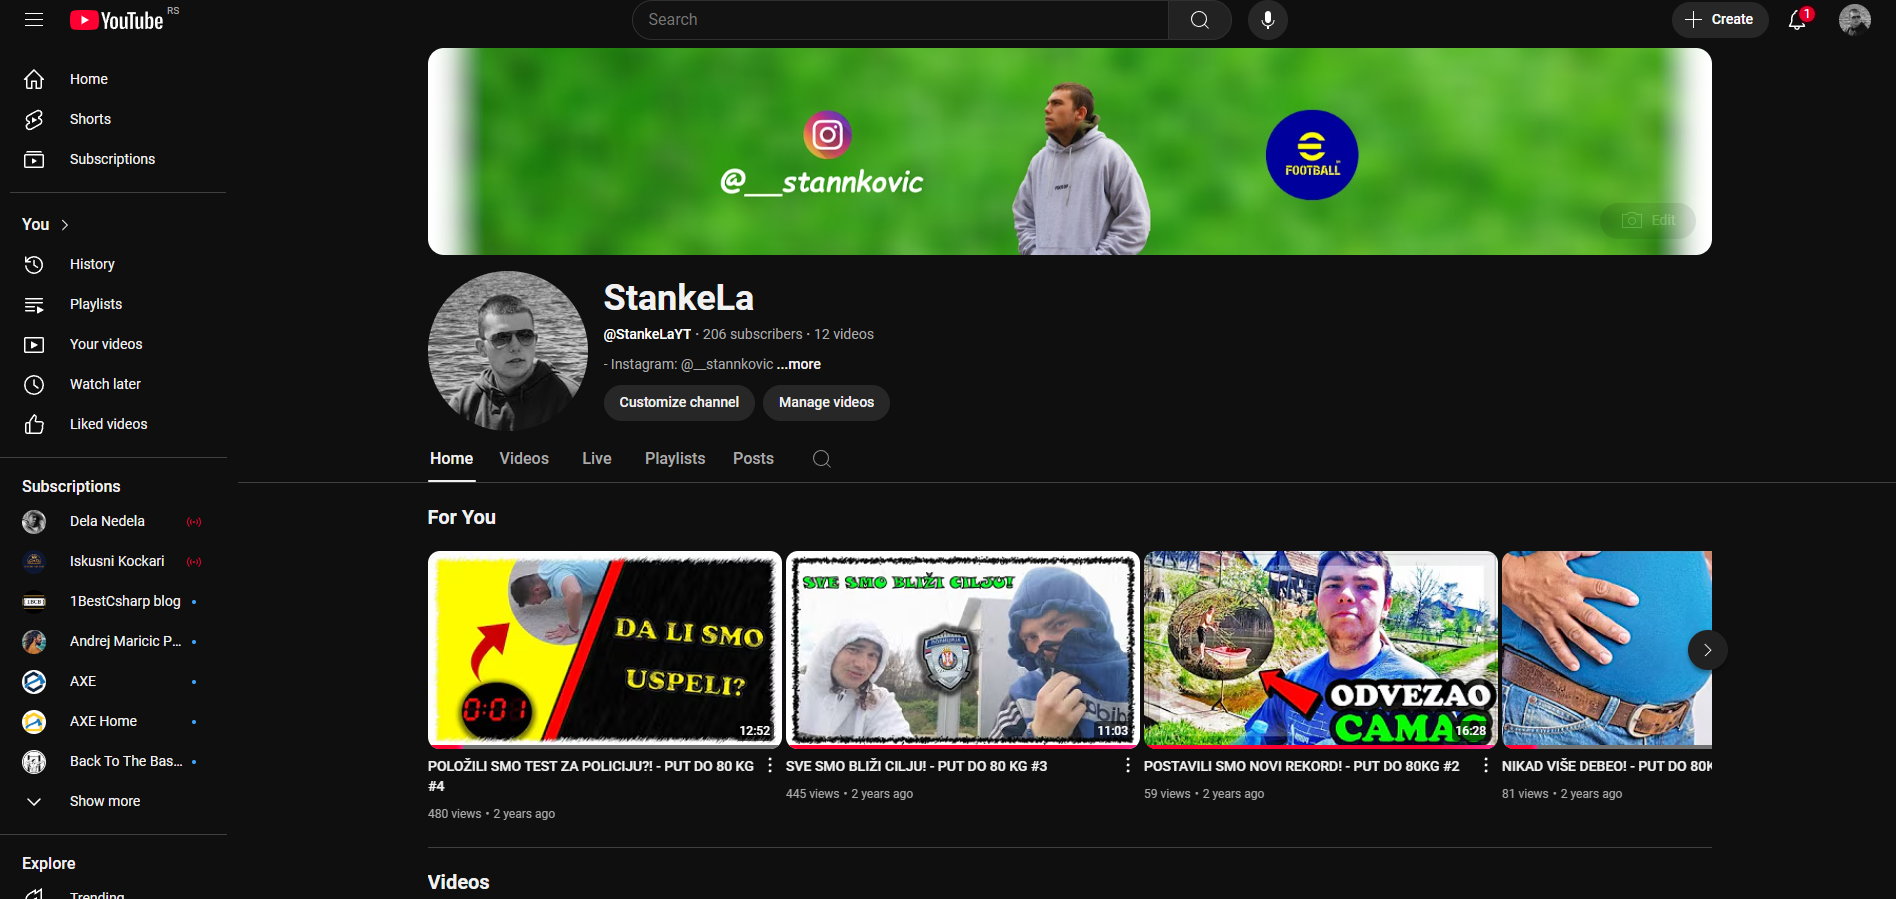 YouTube RS
Search
Create
1
Home
Shorts
Subscriptions
You
History
Playlists
Your videos
Watch later
Liked videos
Subscriptions
Dela Nedela
Iskusni Kockari
1BestCsharp blog
Andrej Maricic P...
AXE
AXE Home
Back To The Bas...
Show more
Explore
Trending
@__stannkovic
FOOTBALL
Edit
StankeLa
@StankeLaYT · 206 subscribers · 12 videos
- Instagram: @__stannkovic ...more
Customize channel
Manage videos
Home
Videos
Live
Playlists
Posts
For You
DA LI SMO
USPELI?
0:01
12:52
POLOŽILI SMO TEST ZA POLICIJU?! - PUT DO 80 KG
#4
480 views • 2 years ago
SVE SMO BLIŽI CILJU!
11:03
SVE SMO BLIŽI CILJU! - PUT DO 80 KG #3
445 views • 2 years ago
ODVEZAO
CAMAC
16:28
POSTAVILI SMO NOVI REKORD! - PUT DO 80KG #2
59 views • 2 years ago
NIKAD VIŠE DEBEO! - PUT DO 80K
81 views • 2 years ago
Videos